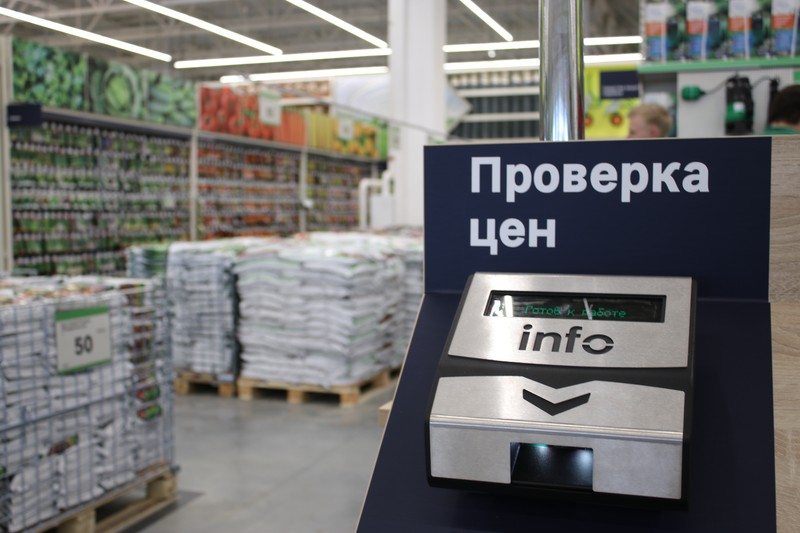 Проверка
цен
Готов к работе
info
50